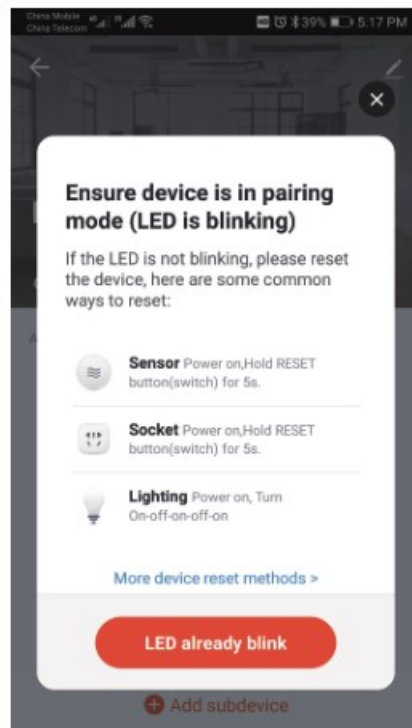 China Mobile
China Telecom
39% 5:17 PM
Ensure device is in pairing
mode (LED is blinking)
If the LED is not blinking, please reset
the device, here are some common
ways to reset:
Sensor Power on,Hold RESET
button(switch) for 5s.
Socket Power on,Hold RESET
button(switch) for 5s.
Lighting Power on, Turn
On-off-on-off-on
More device reset methods >
LED already blink
Add subdevice